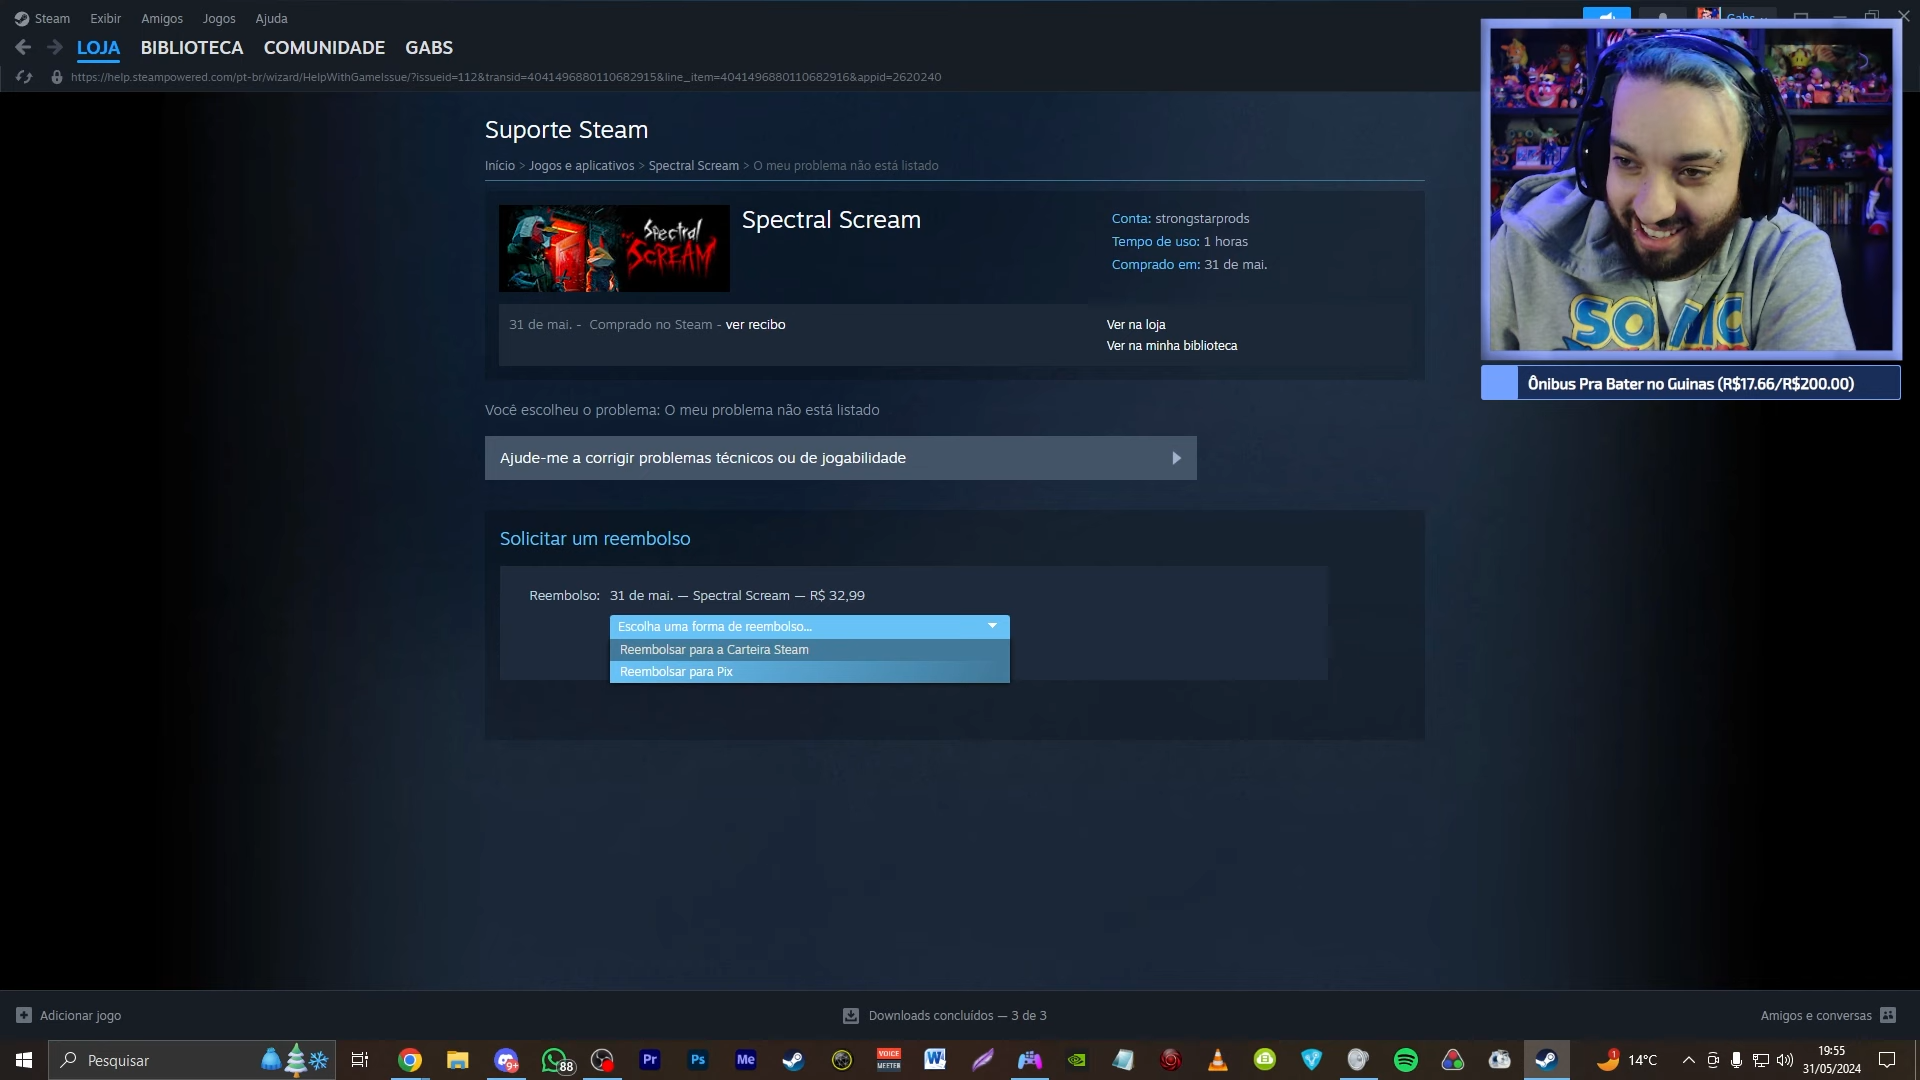 Steam Exibir Amigos Jogos Ajuda
LOJA BIBLIOTECA COMUNIDADE GABS
https://help.steampowered.com/pt-br/wizard/HelpWithGameIssue/?issueid=112&transid=4041496880110682915&line_item=4041496880110682916&appid=2620240
Suporte Steam
Início > Jogos e aplicativos > Spectral Scream > O meu problema não está listado
Spectral
SCREAM
Spectral Scream
Conta: strongstarprods
Tempo de uso: 1 horas
Comprado em: 31 de mai.
31 de mai. - Comprado no Steam - ver recibo
Ver na loja
Ver na minha biblioteca
SONIC
Ônibus Pra Bater no Guinas (R$17.66/R$200.00)
Você escolheu o problema: O meu problema não está listado
Ajude-me a corrigir problemas técnicos ou de jogabilidade
Solicitar um reembolso
Reembolso: 31 de mai. — Spectral Scream — R$ 32,99
Escolha uma forma de reembolso...
Reembolsar para a Carteira Steam
Reembolsar para Pix
Adicionar jogo
Downloads concluídos — 3 de 3
Amigos e conversas
Pesquisar
9+
88
Pr
Ps
Me
VOICE
MEETER
W
1
14°C
19:55
31/05/2024